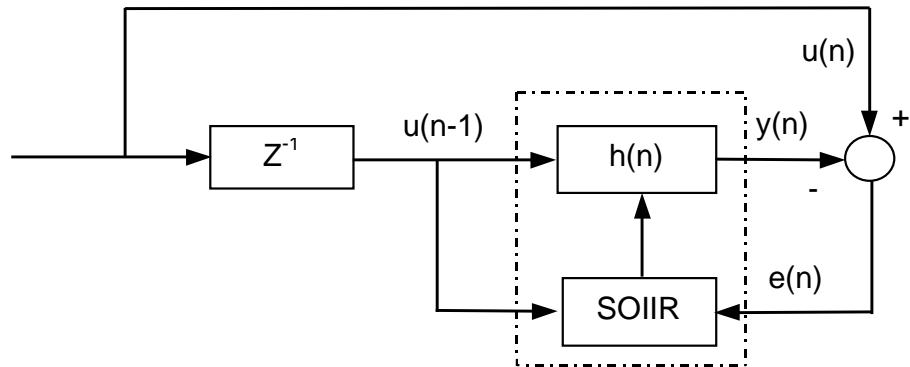 u(n)
u(n-1)
y(n)
+
Z⁻¹
h(n)
-
e(n)
SOIIR